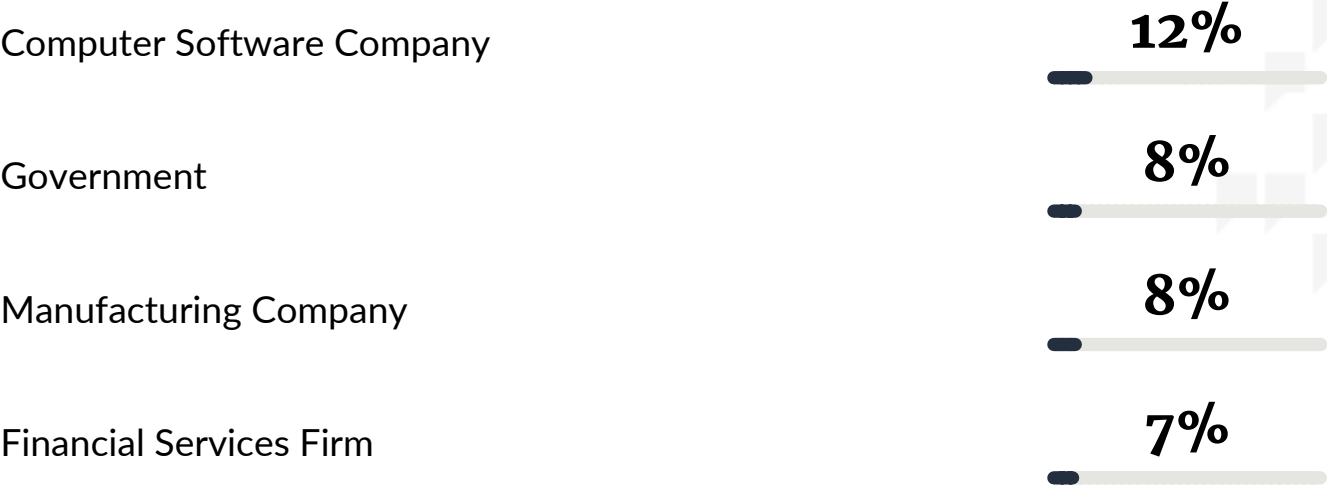 Computer Software Company 12%
Government 8%
Manufacturing Company 8%
Financial Services Firm 7%